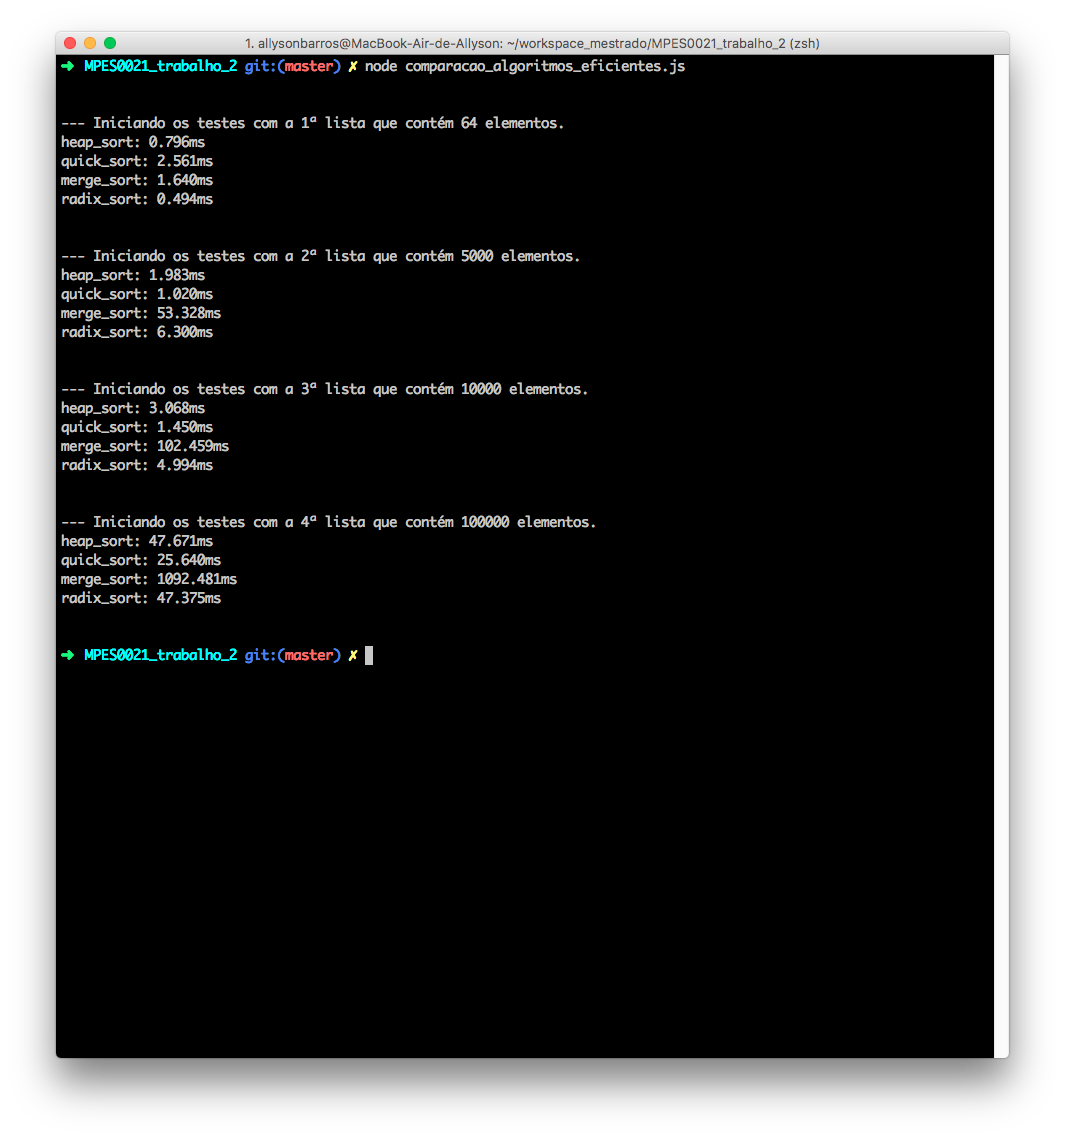 1. allysonbarros@MacBook-Air-de-Allyson: ~/workspace_mestrado/MPES0021_trabalho_2 (zsh)
➜ MPES0021_trabalho_2 git:(master) ✗ node comparacao_algoritmos_eficientes.js
--- Iniciando os testes com a 1ª lista que contém 64 elementos.
heap_sort: 0.796ms
quick_sort: 2.561ms
merge_sort: 1.640ms
radix_sort: 0.494ms
--- Iniciando os testes com a 2ª lista que contém 5000 elementos.
heap_sort: 1.983ms
quick_sort: 1.020ms
merge_sort: 53.328ms
radix_sort: 6.300ms
--- Iniciando os testes com a 3ª lista que contém 10000 elementos.
heap_sort: 3.068ms
quick_sort: 1.450ms
merge_sort: 102.459ms
radix_sort: 4.994ms
--- Iniciando os testes com a 4ª lista que contém 100000 elementos.
heap_sort: 47.671ms
quick_sort: 25.640ms
merge_sort: 1092.481ms
radix_sort: 47.375ms
➜ MPES0021_trabalho_2 git:(master) ✗